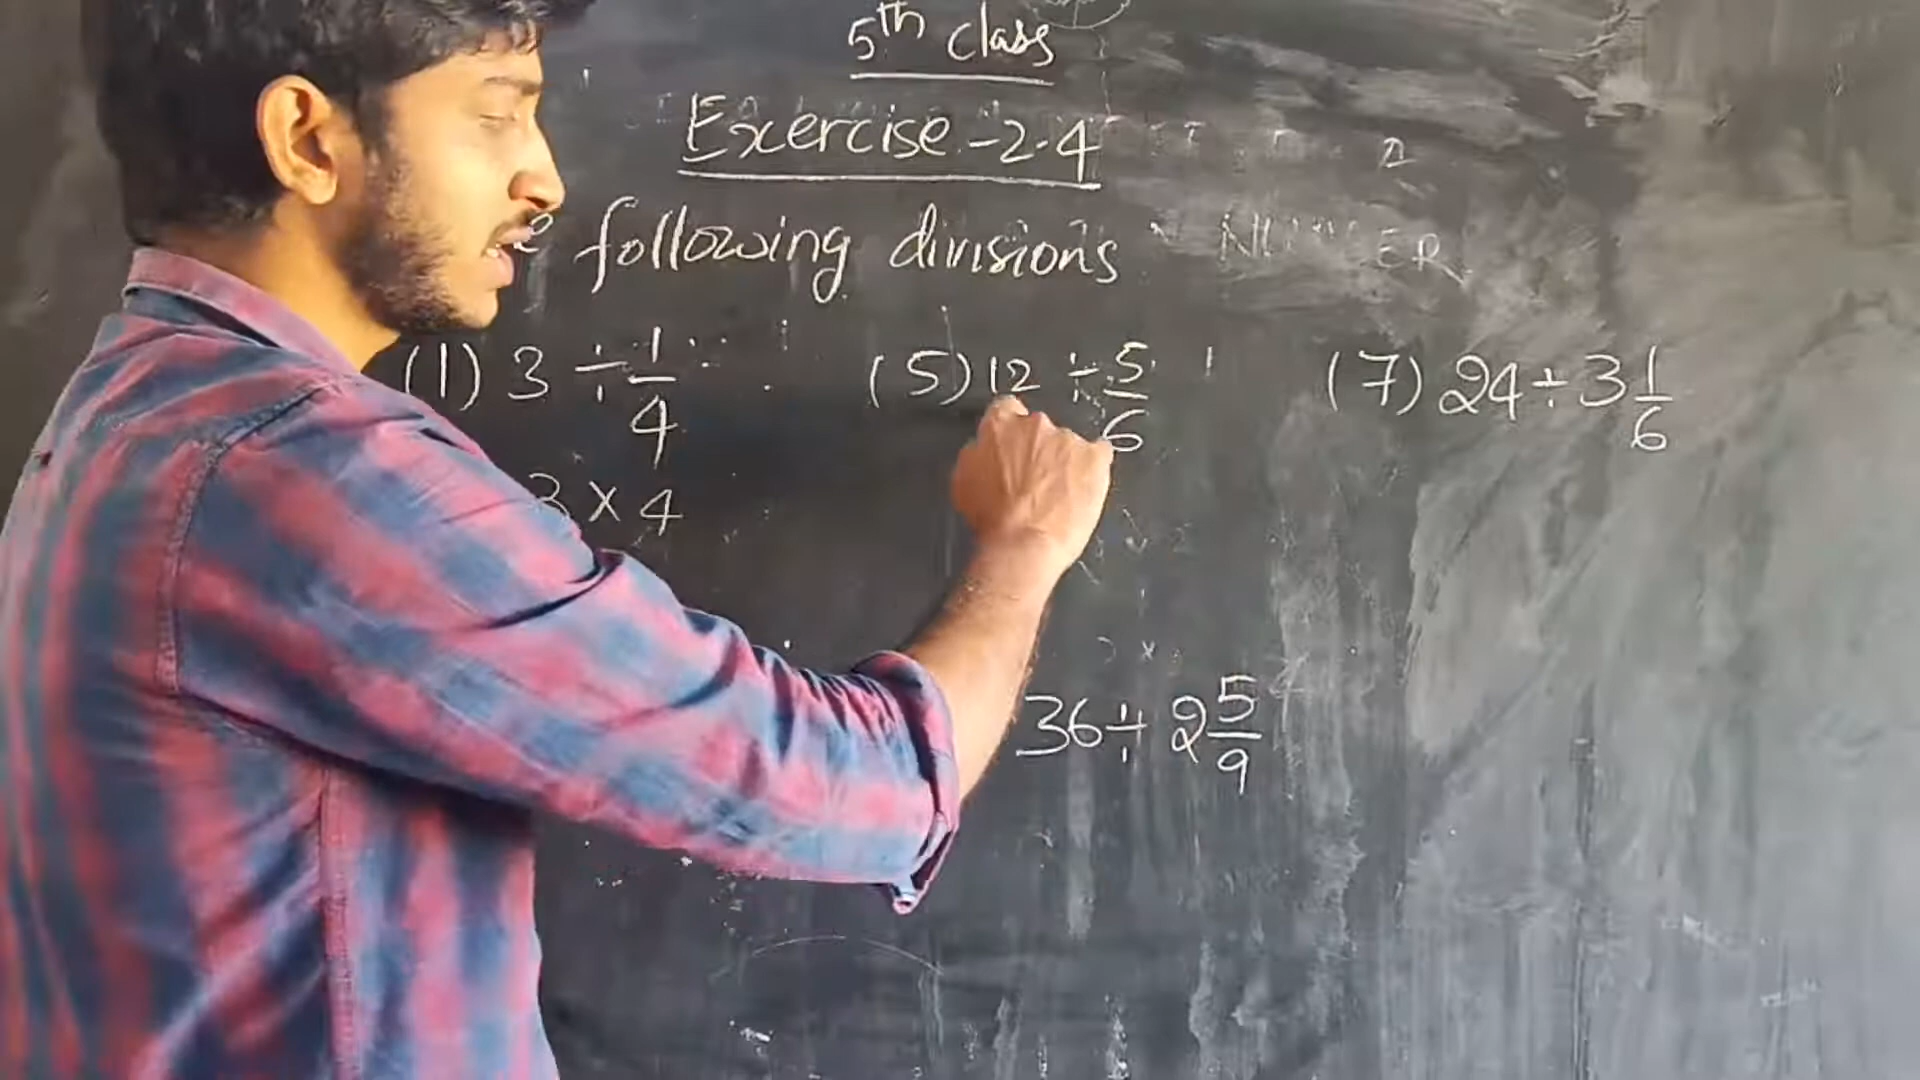 5th class
Exercise-2.4
following divisions
(1) 3 ÷ 1/4 (5) 12 ÷ 5/6 (7) 24 ÷ 3 1/6
3 × 4
36 ÷ 2 5/9